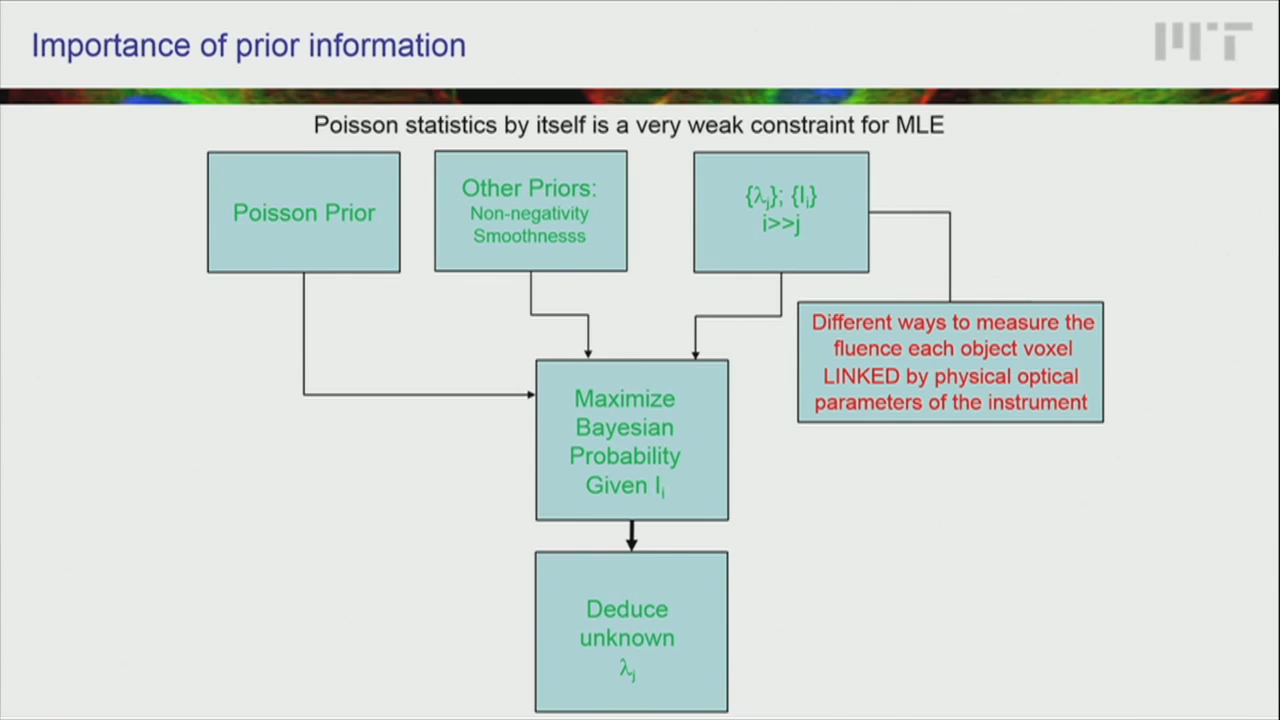 Importance of prior information
MIT
Poisson statistics by itself is a very weak constraint for MLE
Poisson Prior
Other Priors:
Non-negativity
Smoothnesss
{λj}; {Ii}
i>>j
Different ways to measure the
fluence each object voxel
LINKED by physical optical
parameters of the instrument
Maximize
Bayesian
Probability
Given Ii
Deduce
unknown
λj